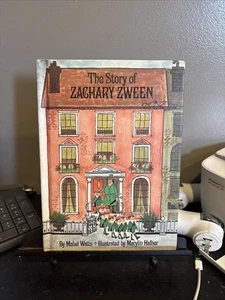 The Story of
ZACHARY ZWEEN
By Mabel Watts • Illustrated by Marylin Hafner